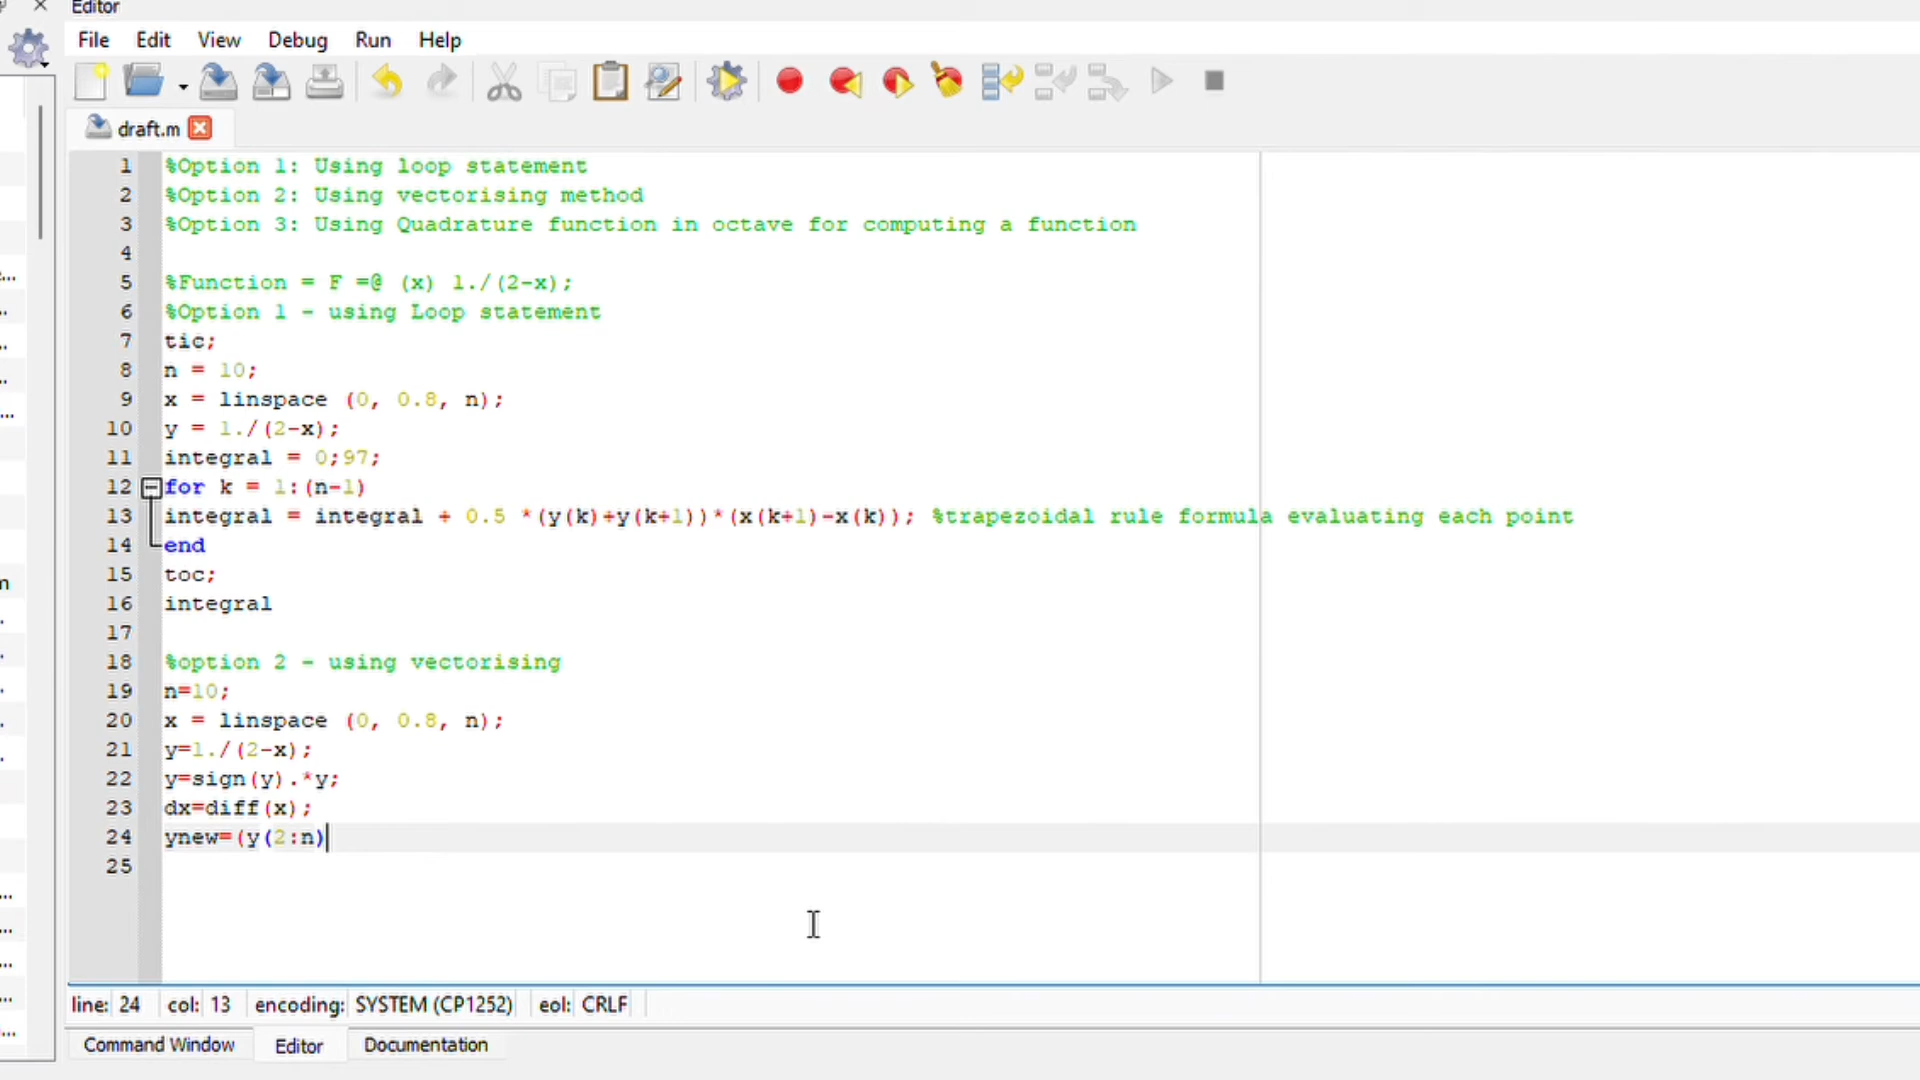 Editor
File Edit View Debug Run Help
draft.m
1 %Option 1: Using loop statement
2 %Option 2: Using vectorising method
3 %Option 3: Using Quadrature function in octave for computing a function
4
5 %Function = F =@ (x) 1./(2-x);
6 %Option 1 - using Loop statement
7 tic;
8 n = 10;
9 x = linspace (0, 0.8, n);
10 y = 1./(2-x);
11 integral = 0;97;
12 for k = 1:(n-1)
13 integral = integral + 0.5 *(y(k)+y(k+1))*(x(k+1)-x(k)); %trapezoidal rule formula evaluating each point
14 end
15 toc;
16 integral
17
18 %option 2 - using vectorising
19 n=10;
20 x = linspace (0, 0.8, n);
21 y=1./(2-x);
22 y=sign(y).*y;
23 dx=diff(x);
24 ynew=(y(2:n)
25
line: 24 col: 13 encoding: SYSTEM (CP1252) eol: CRLF
Command Window Editor Documentation